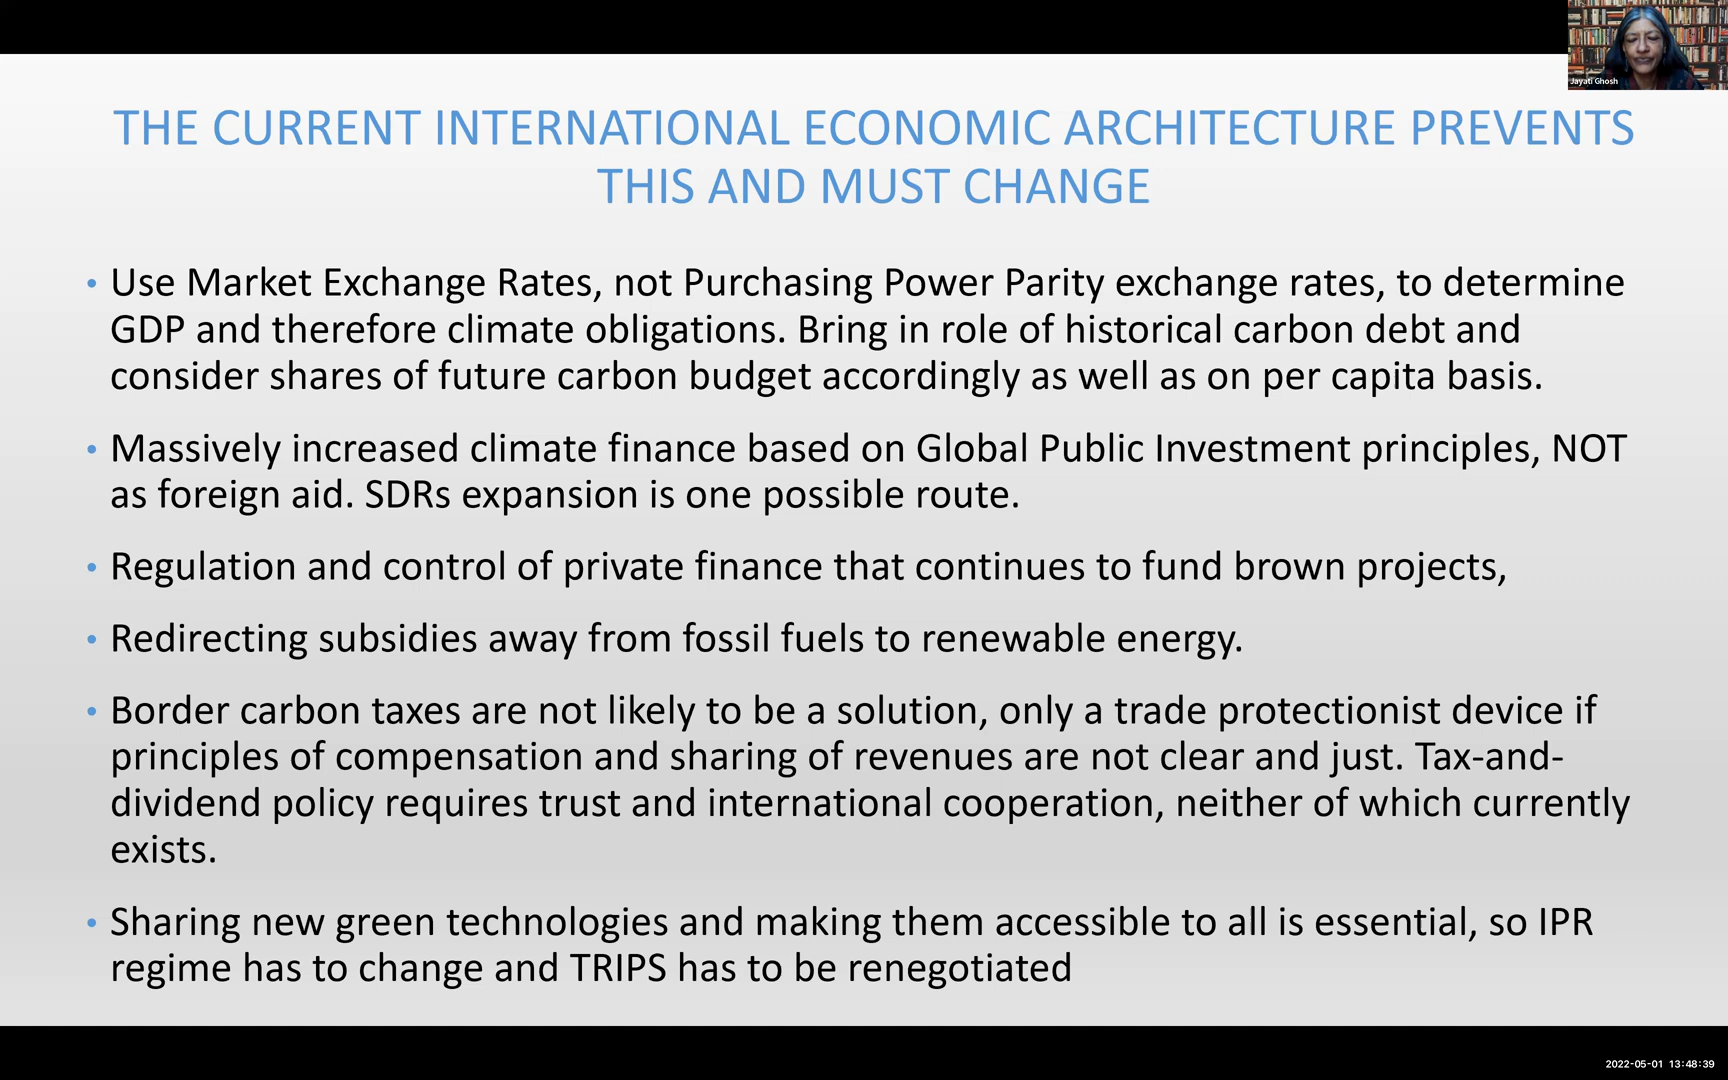 Jayati Ghosh
THE CURRENT INTERNATIONAL ECONOMIC ARCHITECTURE PREVENTS
THIS AND MUST CHANGE
• Use Market Exchange Rates, not Purchasing Power Parity exchange rates, to determine
GDP and therefore climate obligations. Bring in role of historical carbon debt and
consider shares of future carbon budget accordingly as well as on per capita basis.
• Massively increased climate finance based on Global Public Investment principles, NOT
as foreign aid. SDRs expansion is one possible route.
• Regulation and control of private finance that continues to fund brown projects,
• Redirecting subsidies away from fossil fuels to renewable energy.
• Border carbon taxes are not likely to be a solution, only a trade protectionist device if
principles of compensation and sharing of revenues are not clear and just. Tax-and-
dividend policy requires trust and international cooperation, neither of which currently
exists.
• Sharing new green technologies and making them accessible to all is essential, so IPR
regime has to change and TRIPS has to be renegotiated
2022-05-01 13:48:39